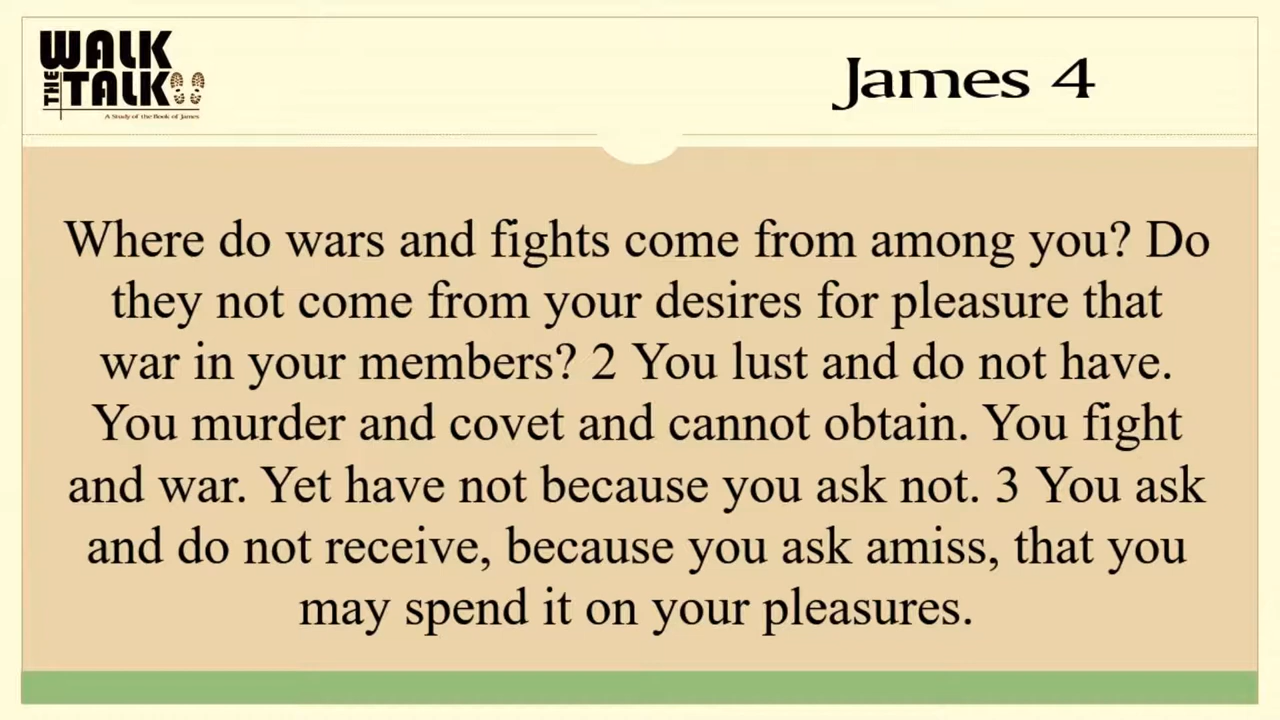 WALK
THE TALK
A Study of the Book of James
James 4
Where do wars and fights come from among you? Do
they not come from your desires for pleasure that
war in your members? 2 You lust and do not have.
You murder and covet and cannot obtain. You fight
and war. Yet have not because you ask not. 3 You ask
and do not receive, because you ask amiss, that you
may spend it on your pleasures.